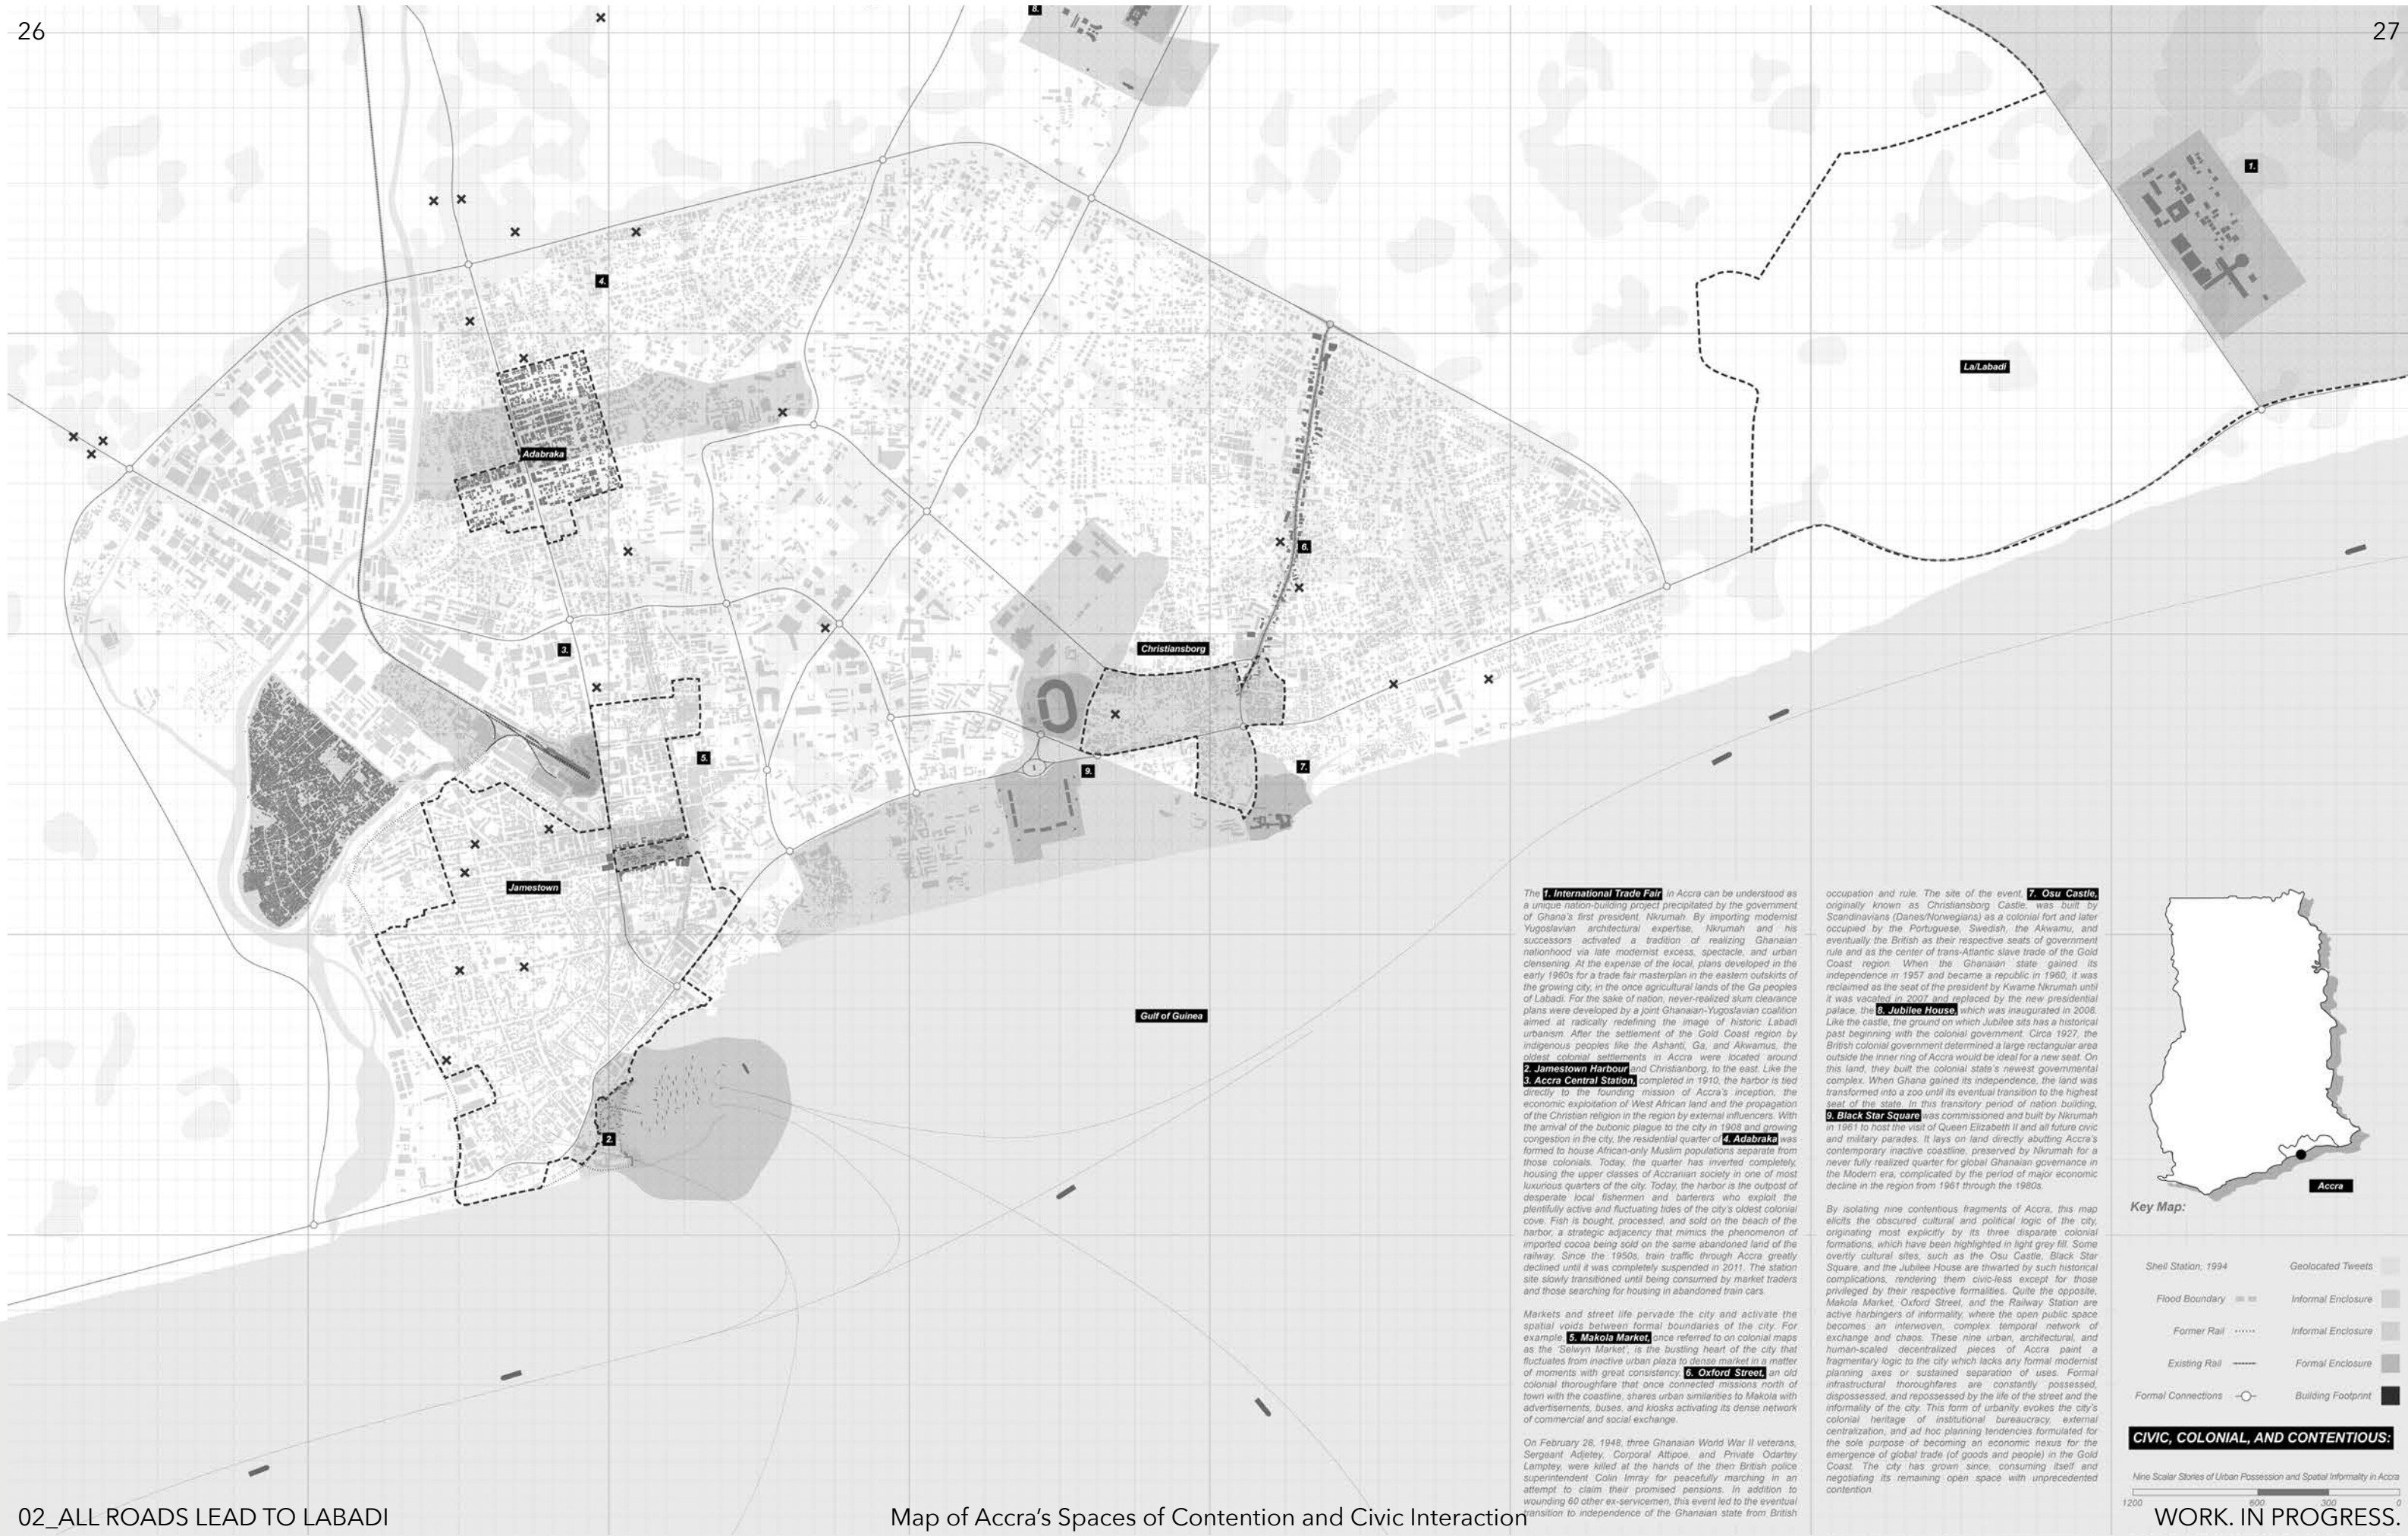 26
27
8.
1.
4.
La/Labadi
Adabraka
6.
3.
Christiansborg
5.
9.
7.
Jamestown
Gulf of Guinea
2.
The 1. International Trade Fair in Accra can be understood as
a unique nation-building project precipitated by the government
of Ghana's first president, Nkrumah. By importing modernist
Yugoslavian architectural expertise, Nkrumah and his
successors activated a tradition of realizing Ghanaian
nationhood via late modernist excess, spectacle, and urban
clensening. At the expense of the local, plans developed in the
early 1960s for a trade fair masterplan in the eastern outskirts of
the growing city, in the once agricultural lands of the Ga peoples
of Labadi. For the sake of nation, never-realized slum clearance
plans were developed by a joint Ghanaian-Yugoslavian coalition
aimed at radically redefining the image of historic Labadi
urbanism. After the settlement of the Gold Coast region by
indigenous peoples like the Ashanti, Ga, and Akwamus, the
oldest colonial settlements in Accra were located around
2. Jamestown Harbour and Christianborg, to the east. Like the
3. Accra Central Station, completed in 1910, the harbor is tied
directly to the founding mission of Accra's inception, the
economic exploitation of West African land and the propagation
of the Christian religion in the region by external influencers. With
the arrival of the bubonic plague to the city in 1908 and growing
congestion in the city, the residential quarter of 4. Adabraka was
formed to house African-only Muslim populations separate from
those colonials. Today, the quarter has inverted completely,
housing the upper classes of Accranian society in one of most
luxurious quarters of the city. Today, the harbor is the outpost of
desperate local fishermen and barterers who exploit the
plentifully active and fluctuating tides of the city's oldest colonial
cove. Fish is bought, processed, and sold on the beach of the
harbor, a strategic adjacency that mimics the phenomenon of
imported cocoa being sold on the same abandoned land of the
railway. Since the 1950s, train traffic through Accra greatly
declined until it was completely suspended in 2011. The station
site slowly transitioned until being consumed by market traders
and those searching for housing in abandoned train cars.
Markets and street life pervade the city and activate the
spatial voids between formal boundaries of the city. For
example, 5. Makola Market, once referred to on colonial maps
as the 'Selwyn Market', is the bustling heart of the city that
fluctuates from inactive urban plaza to dense market in a matter
of moments with great consistency. 6. Oxford Street, an old
colonial thoroughfare that once connected missions north of
town with the coastline, shares urban similarities to Makola with
advertisements, buses, and kiosks activating its dense network
of commercial and social exchange.
On February 28, 1948, three Ghanaian World War II veterans,
Sergeant Adjetey, Corporal Attipoe, and Private Odartey
Lamptey, were killed at the hands of the then British police
superintendent Colin Imray for peacefully marching in an
attempt to claim their promised pensions. In addition to
wounding 60 other ex-servicemen, this event led to the eventual
transition to independence of the Ghanaian state from British
occupation and rule. The site of the event, 7. Osu Castle,
originally known as Christiansborg Castle, was built by
Scandinavians (Danes/Norwegians) as a colonial fort and later
occupied by the Portuguese, Swedish, the Akwamu, and
eventually the British as their respective seats of government
rule and as the center of trans-Atlantic slave trade of the Gold
Coast region. When the Ghanaian state gained its
independence in 1957 and became a republic in 1960, it was
reclaimed as the seat of the president by Kwame Nkrumah until
it was vacated in 2007 and replaced by the new presidential
palace, the 8. Jubilee House, which was inaugurated in 2008.
Like the castle, the ground on which Jubilee sits has a historical
past beginning with the colonial government. Circa 1927, the
British colonial government determined a large rectangular area
outside the inner ring of Accra would be ideal for a new seat. On
this land, they built the colonial state's newest governmental
complex. When Ghana gained its independence, the land was
transformed into a zoo until its eventual transition to the highest
seat of the state. In this transitory period of nation building,
9. Black Star Square was commissioned and built by Nkrumah
in 1961 to host the visit of Queen Elizabeth II and all future civic
and military parades. It lays on land directly abutting Accra's
contemporary inactive coastline, preserved by Nkrumah for a
never fully realized quarter for global Ghanaian governance in
the Modern era, complicated by the period of major economic
decline in the region from 1961 through the 1980s.
By isolating nine contentious fragments of Accra, this map
elicits the obscured cultural and political logic of the city,
originating most explicitly by its three disparate colonial
formations, which have been highlighted in light grey fill. Some
overtly cultural sites, such as the Osu Castle, Black Star
Square, and the Jubilee House are thwarted by such historical
complications, rendering them civic-less except for those
privileged by their respective formalities. Quite the opposite,
Makola Market, Oxford Street, and the Railway Station are
active harbingers of informality, where the open public space
becomes an interwoven, complex temporal network of
exchange and chaos. These nine urban, architectural, and
human-scaled decentralized pieces of Accra paint a
fragmentary logic to the city which lacks any formal modernist
planning axes or sustained separation of uses. Formal
infrastructural thoroughfares are constantly possessed,
dispossessed, and repossessed by the life of the street and the
informality of the city. This form of urbanity evokes the city's
colonial heritage of institutional bureaucracy, external
centralization, and ad hoc planning tendencies formulated for
the sole purpose of becoming an economic nexus for the
emergence of global trade (of goods and people) in the Gold
Coast. The city has grown since, consuming itself and
negotiating its remaining open space with unprecedented
contention.
Accra
Key Map:
Shell Station, 1994
Geolocated Tweets
Flood Boundary
Informal Enclosure
Former Rail
Informal Enclosure
Existing Rail
Formal Enclosure
Formal Connections
Building Footprint
CIVIC, COLONIAL, AND CONTENTIOUS:
Nine Scalar Stories of Urban Possession and Spatial Informality in Accra
1200 600 300 0
02_ALL ROADS LEAD TO LABADI
Map of Accra's Spaces of Contention and Civic Interaction
WORK. IN PROGRESS.